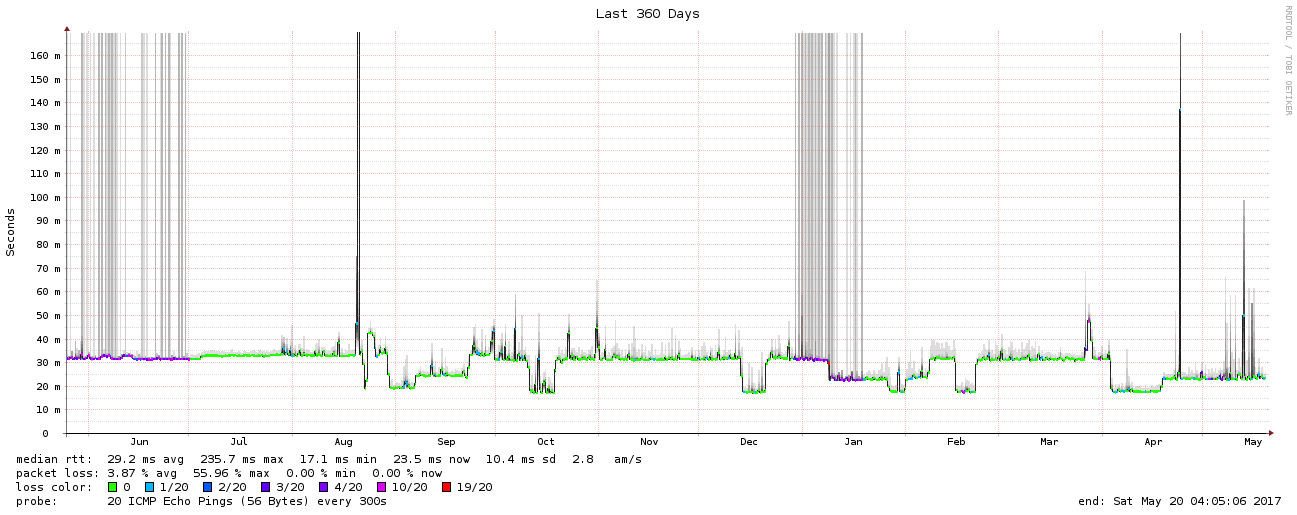 Last 360 Days
RRDTOOL / TOBI OETIKER
Seconds
160 m
150 m
140 m
130 m
120 m
110 m
100 m
90 m
80 m
70 m
60 m
50 m
40 m
30 m
20 m
10 m
0
Jun Jul Aug Sep Oct Nov Dec Jan Feb Mar Apr May
median rtt: 29.2 ms avg 235.7 ms max 17.1 ms min 23.5 ms now 10.4 ms sd 2.8 am/s
packet loss: 3.87 % avg 55.96 % max 0.00 % min 0.00 % now
loss color: 0 1/20 2/20 3/20 4/20 10/20 19/20
probe: 20 ICMP Echo Pings (56 Bytes) every 300s end: Sat May 20 04:05:06 2017